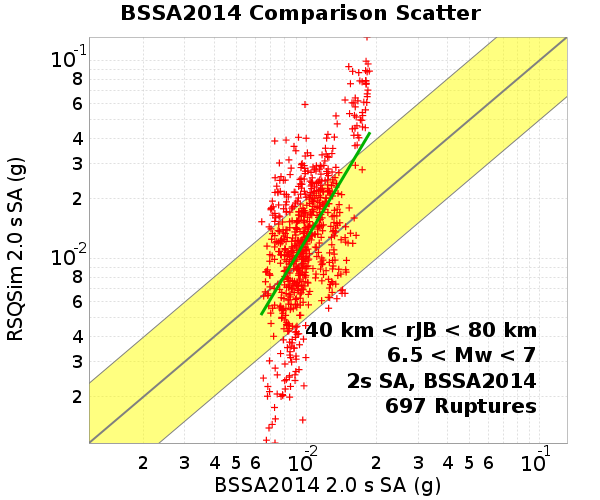 BSSA2014 Comparison Scatter
RSQSim 2.0 s SA (g)
10-1
8
6
4
3
2
10-2
8
6
4
3
2
40 km < rJB < 80 km
6.5 < Mw < 7
2s SA, BSSA2014
697 Ruptures
2 3 4 5 6 10-2 2 3 4 5 6 8 10-1
BSSA2014 2.0 s SA (g)